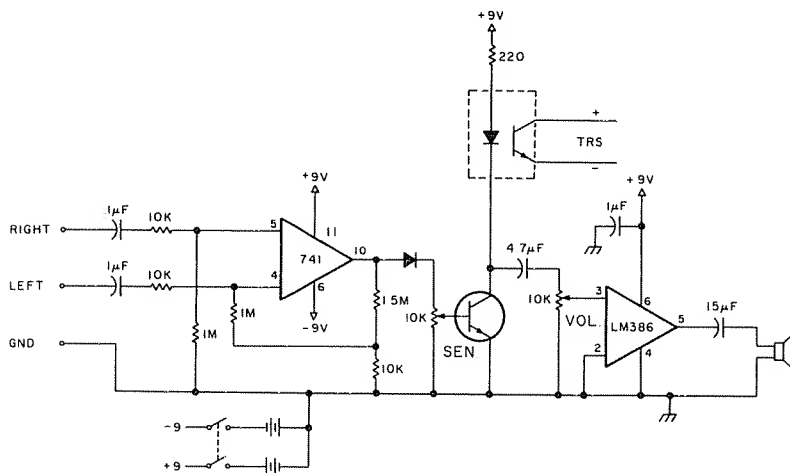 +9V
220
+
TRS
−
+9V
+9V
1μF
1μF
10K
5
11
RIGHT
741
10
4 7μF
1μF
10K
4
6
3
6
LEFT
1 5M
10K
5
15μF
1M
-9V
10K
VOL.
LM386
1M
SEN
2
4
GND
10K
-9
+9